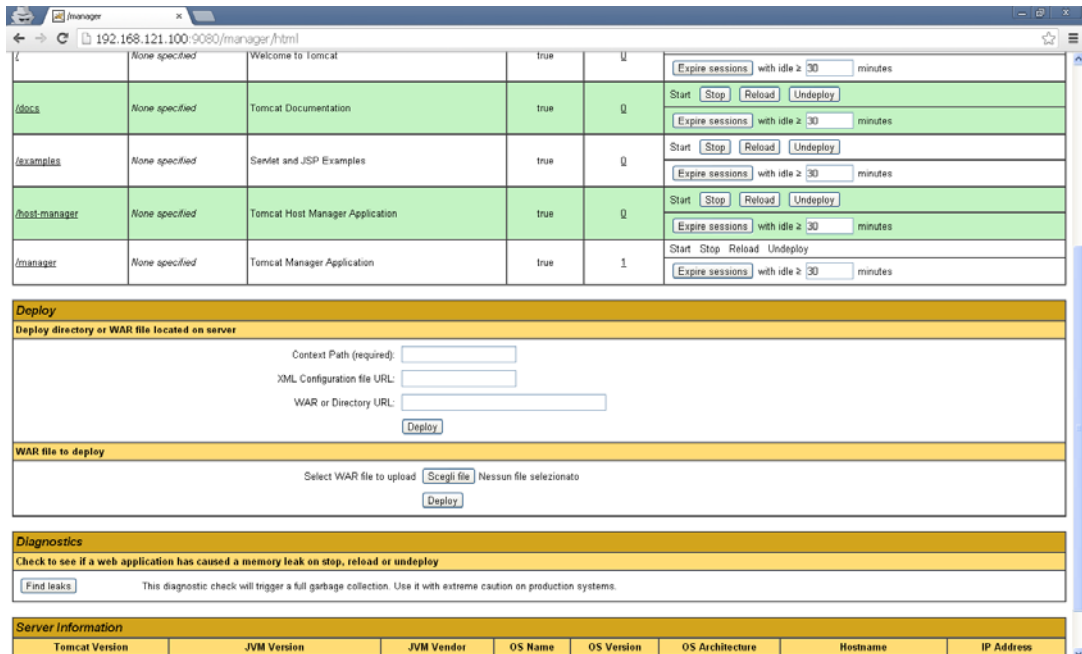 /manager
192.168.121.100:9080/manager/html
/ None specified Welcome to Tomcat true 0
Expire sessions with idle ≥ 30 minutes
Start Stop Reload Undeploy
/docs None specified Tomcat Documentation true 0
Expire sessions with idle ≥ 30 minutes
Start Stop Reload Undeploy
/examples None specified Servlet and JSP Examples true 0
Expire sessions with idle ≥ 30 minutes
Start Stop Reload Undeploy
/host-manager None specified Tomcat Host Manager Application true 0
Expire sessions with idle ≥ 30 minutes
Start Stop Reload Undeploy
/manager None specified Tomcat Manager Application true 1
Expire sessions with idle ≥ 30 minutes
Deploy
Deploy directory or WAR file located on server
Context Path (required):
XML Configuration file URL:
WAR or Directory URL:
Deploy
WAR file to deploy
Select WAR file to upload Scegli file Nessun file selezionato
Deploy
Diagnostics
Check to see if a web application has caused a memory leak on stop, reload or undeploy
Find leaks This diagnostic check will trigger a full garbage collection. Use it with extreme caution on production systems.
Server Information
Tomcat Version JVM Version JVM Vendor OS Name OS Version OS Architecture Hostname IP Address